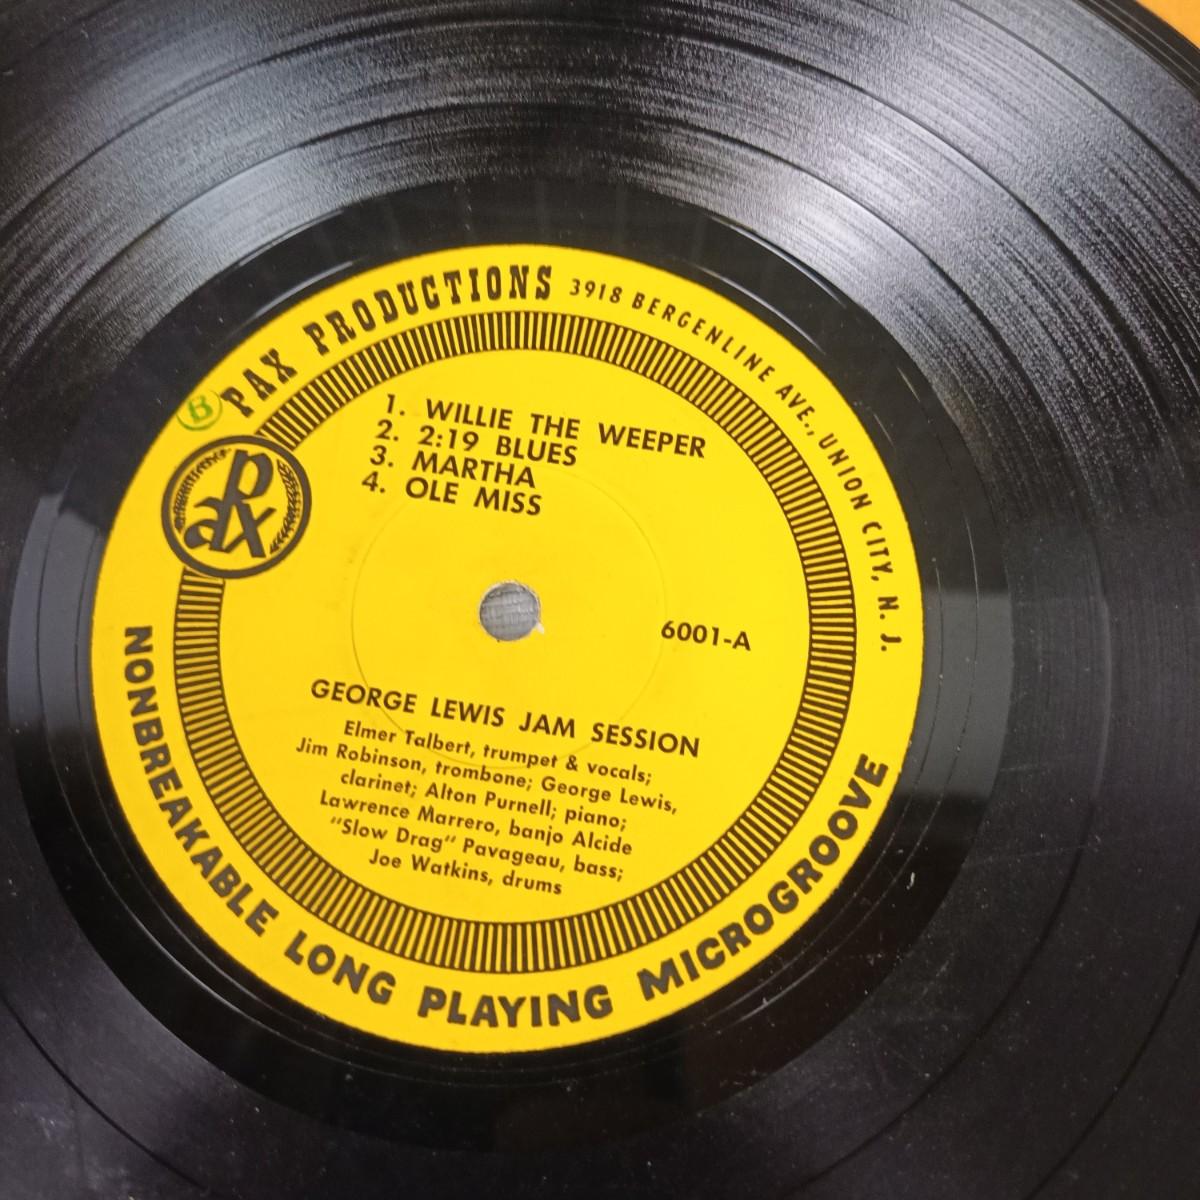 PAX PRODUCTIONS 3918 BERGENLINE AVE., UNION CITY, N. J.
B
pax
1. WILLIE THE WEEPER
2. 2:19 BLUES
3. MARTHA
4. OLE MISS
6001-A
GEORGE LEWIS JAM SESSION
Elmer Talbert, trumpet & vocals;
Jim Robinson, trombone; George Lewis,
clarinet; Alton Purnell; piano;
Lawrence Marrero, banjo Alcide
"Slow Drag" Pavageau, bass;
Joe Watkins, drums
NONBREAKABLE LONG PLAYING MICROGROOVE